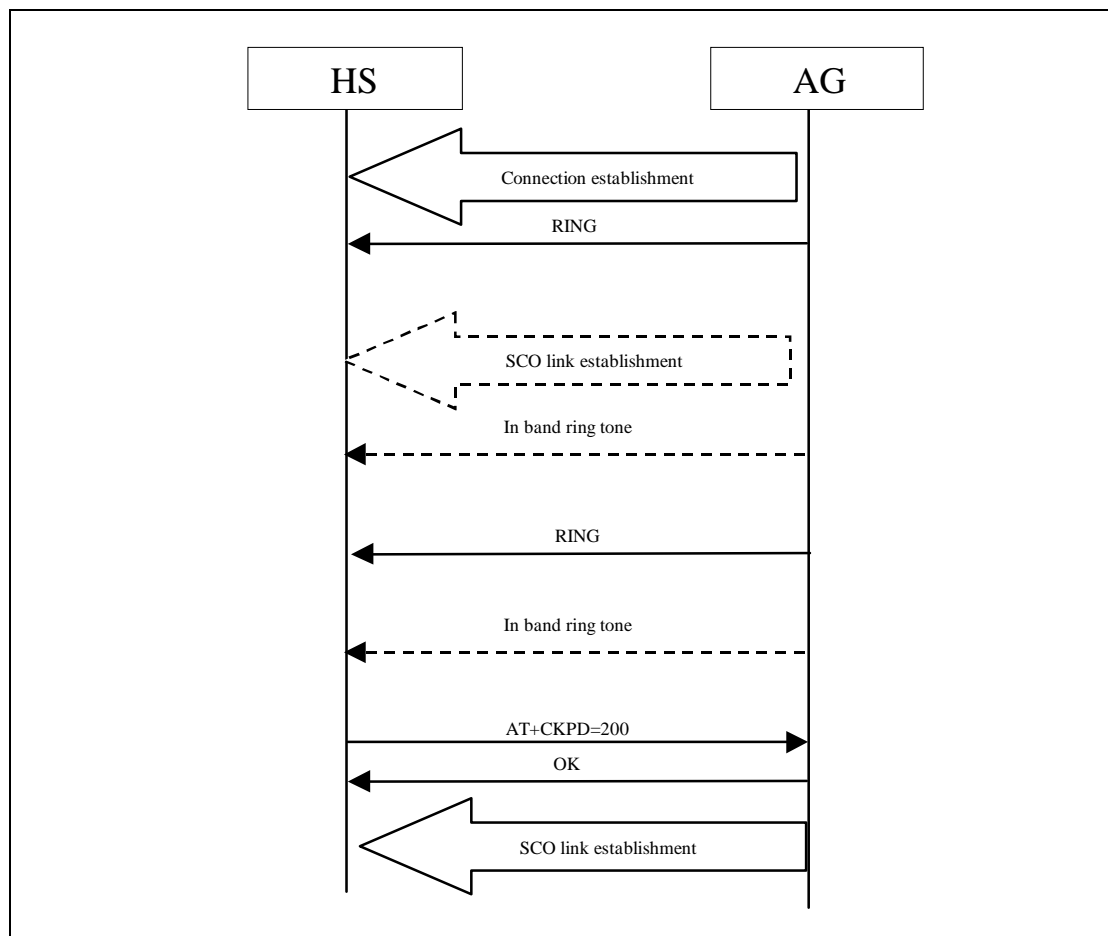 HS
AG
Connection establishment
RING
SCO link establishment
In band ring tone
RING
In band ring tone
AT+CKPD=200
OK
SCO link establishment